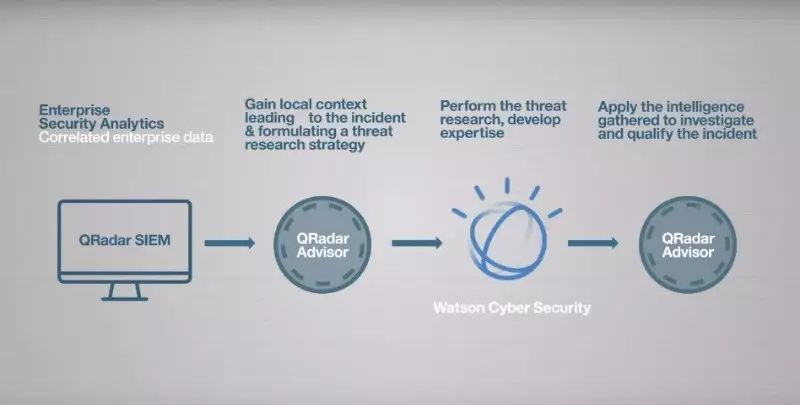 Enterprise
Security Analytics
Correlated enterprise data
Gain local context
leading to the incident
& formulating a threat
research strategy
Perform the threat
research, develop
expertise
Apply the intelligence
gathered to investigate
and qualify the incident
QRadar SIEM
QRadar
Advisor
Watson Cyber Security
QRadar
Advisor